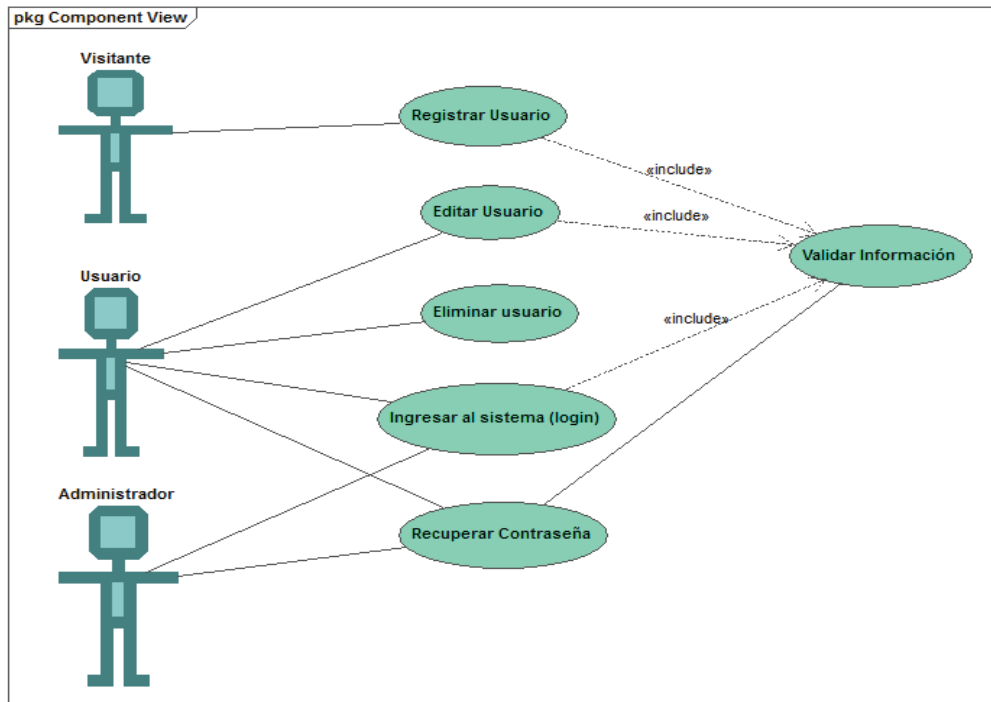 pkg Component View
Visitante
Registrar Usuario
«include»
Editar Usuario
«include»
Validar Información
Usuario
Eliminar usuario
«include»
Ingresar al sistema (login)
Administrador
Recuperar Contraseña